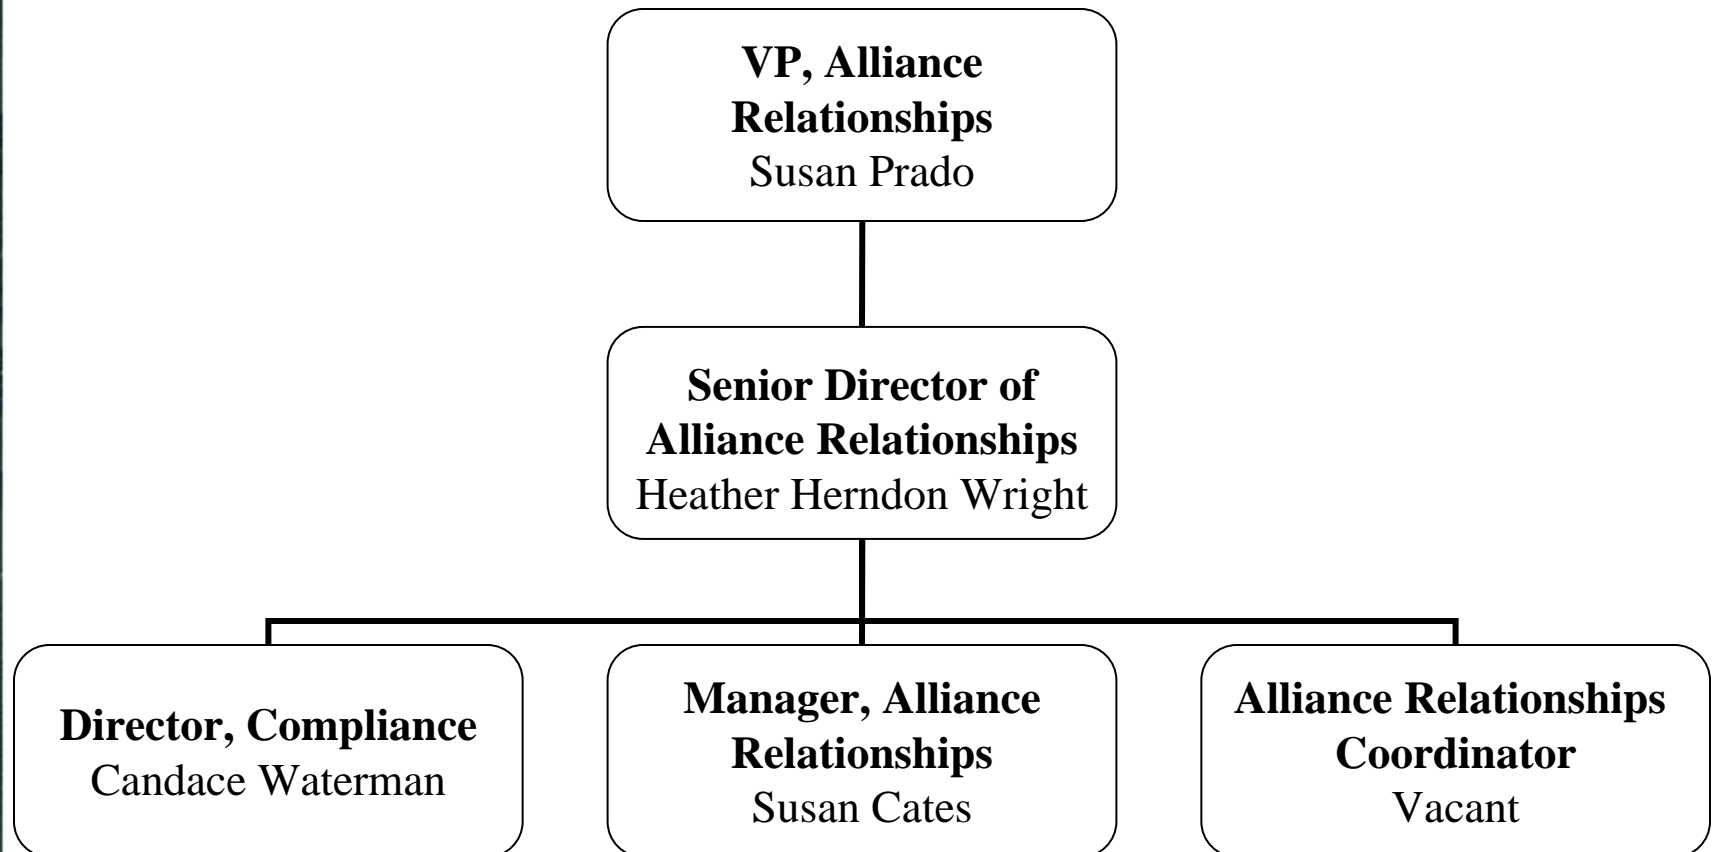 VP, Alliance
Relationships
Susan Prado
Senior Director of
Alliance Relationships
Heather Herndon Wright
Director, Compliance
Candace Waterman
Manager, Alliance
Relationships
Susan Cates
Alliance Relationships
Coordinator
Vacant